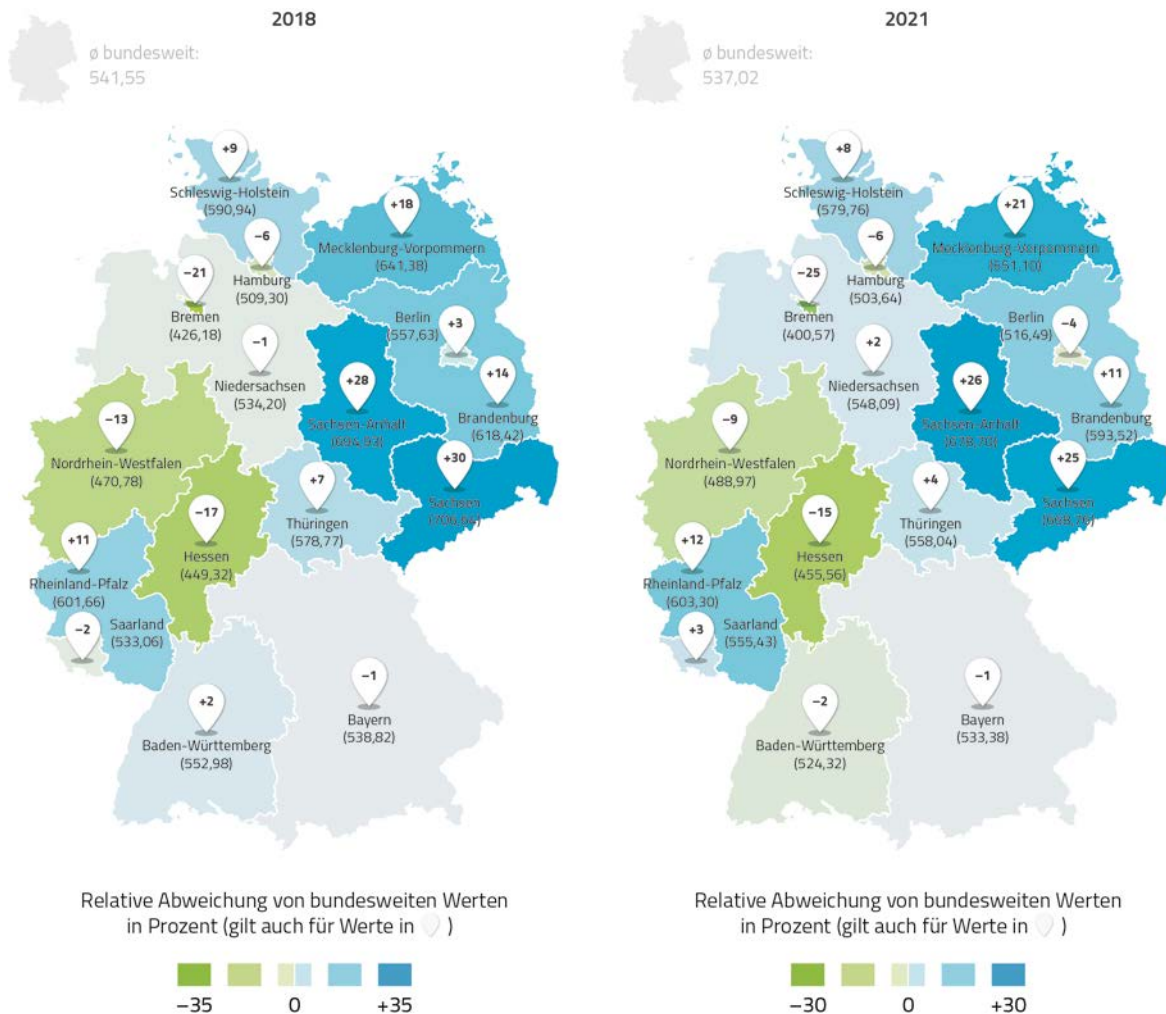 2018
ø bundesweit:
541,55
+9
Schleswig-Holstein
(590,94)
+18
Mecklenburg-Vorpommern
(641,38)
−6
Hamburg
(509,30)
−21
Bremen
(426,18)
Berlin
(557,63)
+3
−1
Niedersachsen
(534,20)
+14
Brandenburg
(618,42)
+28
Sachsen-Anhalt
(694,93)
−13
Nordrhein-Westfalen
(470,78)
+30
Sachsen
+7
Thüringen
(578,77)
−17
Hessen
(449,32)
+11
Rheinland-Pfalz
(601,66)
−2
Saarland
(533,06)
+2
Baden-Württemberg
(552,98)
−1
Bayern
(538,82)
Relative Abweichung von bundesweiten Werten
in Prozent (gilt auch für Werte in )
−35
0
+35
2021
ø bundesweit:
537,02
+8
Schleswig-Holstein
(579,76)
+21
Mecklenburg-Vorpommern
(651,10)
−6
Hamburg
(503,64)
−25
Bremen
(400,57)
Berlin
(516,49)
−4
+2
Niedersachsen
(548,09)
+11
Brandenburg
(593,52)
+26
Sachsen-Anhalt
(678,70)
−9
Nordrhein-Westfalen
(488,97)
+25
Sachsen
(668,76)
+4
Thüringen
(558,04)
−15
Hessen
(455,56)
+12
Rheinland-Pfalz
(603,30)
+3
Saarland
(555,43)
−2
Baden-Württemberg
(524,32)
−1
Bayern
(533,38)
Relative Abweichung von bundesweiten Werten
in Prozent (gilt auch für Werte in )
−30
0
+30